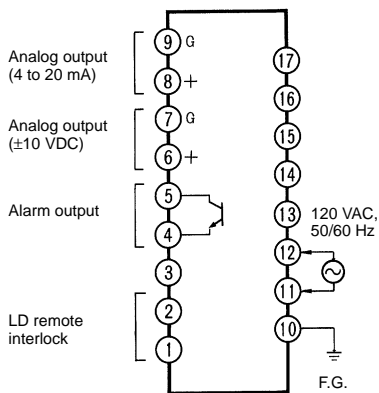 Analog output
(4 to 20 mA)
9 G
8 +
Analog output
(±10 VDC)
7 G
6 +
Alarm output
5
4
3
LD remote
interlock
2
1
17
16
15
14
13
120 VAC,
50/60 Hz
12
11
10
F.G.